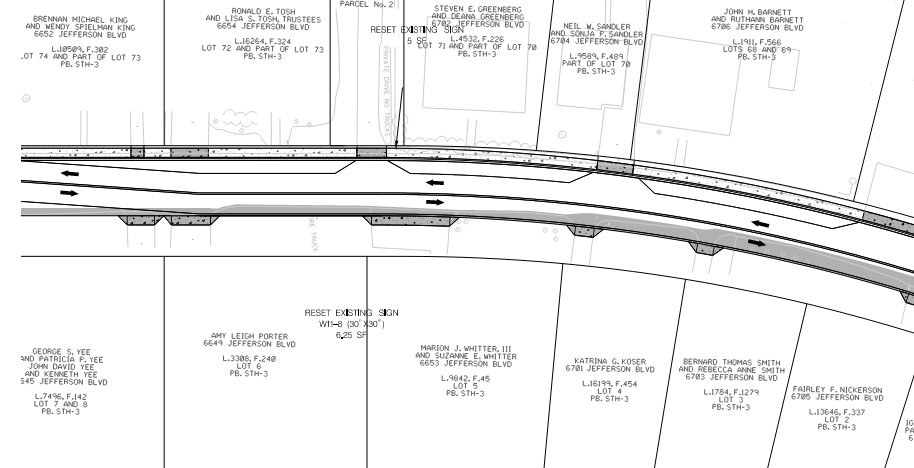 BRENNAN MICHAEL KING
AND WENDY SPIELMAN KING
6652 JEFFERSON BLVD
L.10509, F.302
LOT 74 AND PART OF LOT 73
PB. STH-3
RONALD E. TOSH
AND LISA S. TOSH, TRUSTEES
6654 JEFFERSON BLVD
L.16264, F.324
LOT 72 AND PART OF LOT 73
PB. STH-3
PARCEL No. 2
RESET EXISTING SIGN
5 SF
STEVEN E. GREENBERG
AND DEANA GREENBERG
6702 JEFFERSON BLVD
L.4532, F.226
LOT 71 AND PART OF LOT 70
PB. STH-3
NEIL W. SANDLER
AND SONJA P. SANDLER
6704 JEFFERSON BLVD
L.9589, F.489
PART OF LOT 70
PB. STH-3
JOHN H. BARNETT
AND RUTHANN BARNETT
6706 JEFFERSON BLVD
L.1911, F.566
LOTS 68 AND 69
PB. STH-3
PRIVATE DRIVE NO TRUCKS
TRUCK
RESET EXISTING SIGN
W11-8 (30"X30")
6.25 SF
GEORGE S. YEE
AND PATRICIA P. YEE
JOHN DAVID YEE
AND KENNETH YEE
645 JEFFERSON BLVD
L.7496, F.142
LOT 7 AND 8
PB. STH-3
AMY LEIGH PORTER
6649 JEFFERSON BLVD
L.3308, F.240
LOT 6
PB. STH-3
MARION J. WHITTER, III
AND SUZANNE E. WHITTER
6653 JEFFERSON BLVD
L.9842, F.45
LOT 5
PB. STH-3
KATRINA G. KOSER
6701 JEFFERSON BLVD
L.16199, F.454
LOT 4
PB. STH-3
BERNARD THOMAS SMITH
AND REBECCA ANNE SMITH
6703 JEFFERSON BLVD
L.1784, F.1279
LOT 3
PB. STH-3
FAIRLEY F. NICKERSON
6705 JEFFERSON BLVD
L.13646, F.337
LOT 2
PB. STH-3